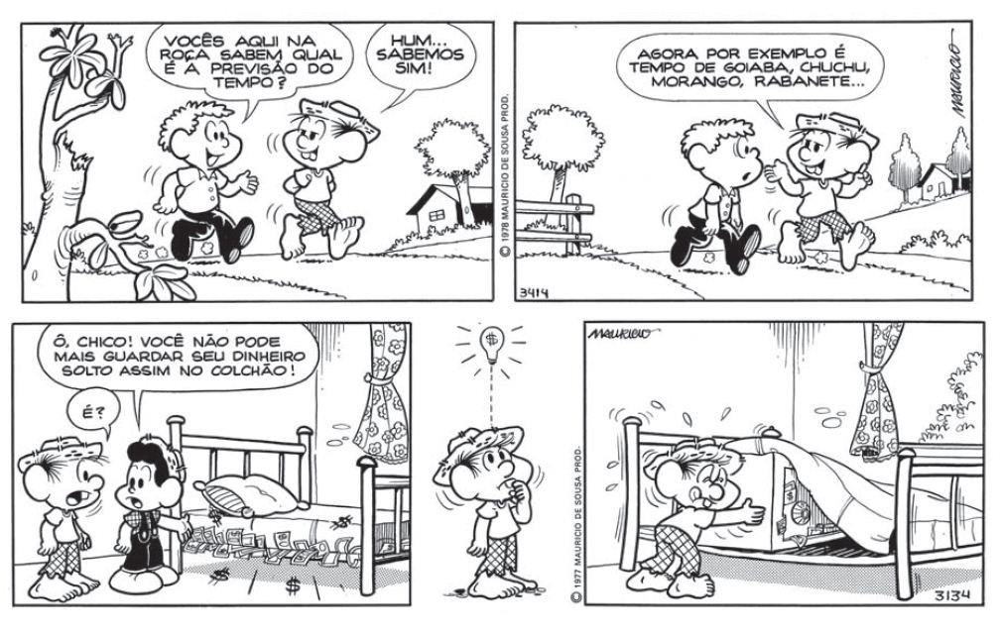 VOCÊS AQUI NA
ROÇA SABEM QUAL
É A PREVISÃO DO
TEMPO?
HUM...
SABEMOS
SIM!
© 1978 MAURICIO DE SOUSA PROD.
AGORA POR EXEMPLO É
TEMPO DE GOIABA, CHUCHU,
MORANGO, RABANETE...
MAURICIO
3414
Ô, CHICO! VOCÊ NÃO PODE
MAIS GUARDAR SEU DINHEIRO
SOLTO ASSIM NO COLCHÃO!
É?
$
$
$
$
$
© 1977 MAURICIO DE SOUSA PROD.
MAURICIO
$
3134